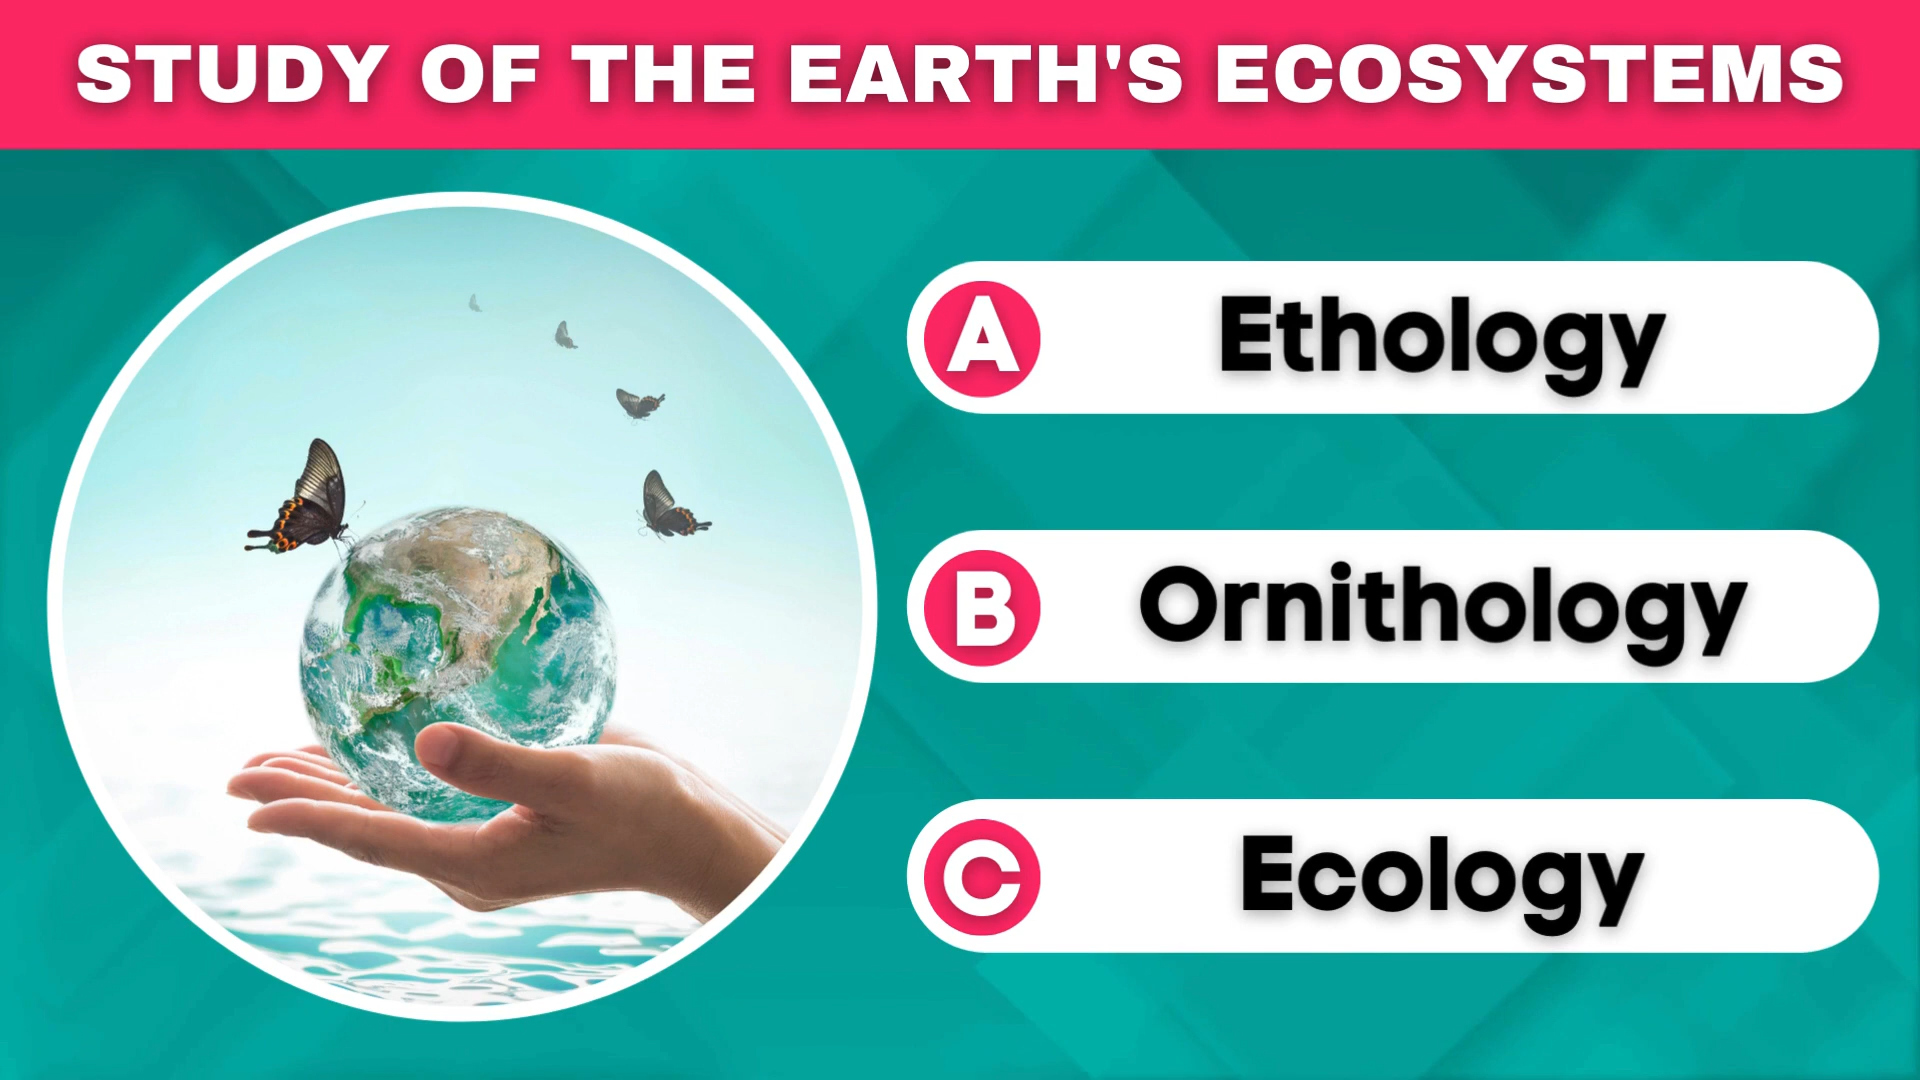 STUDY OF THE EARTH'S ECOSYSTEMS
A Ethology
B Ornithology
C Ecology